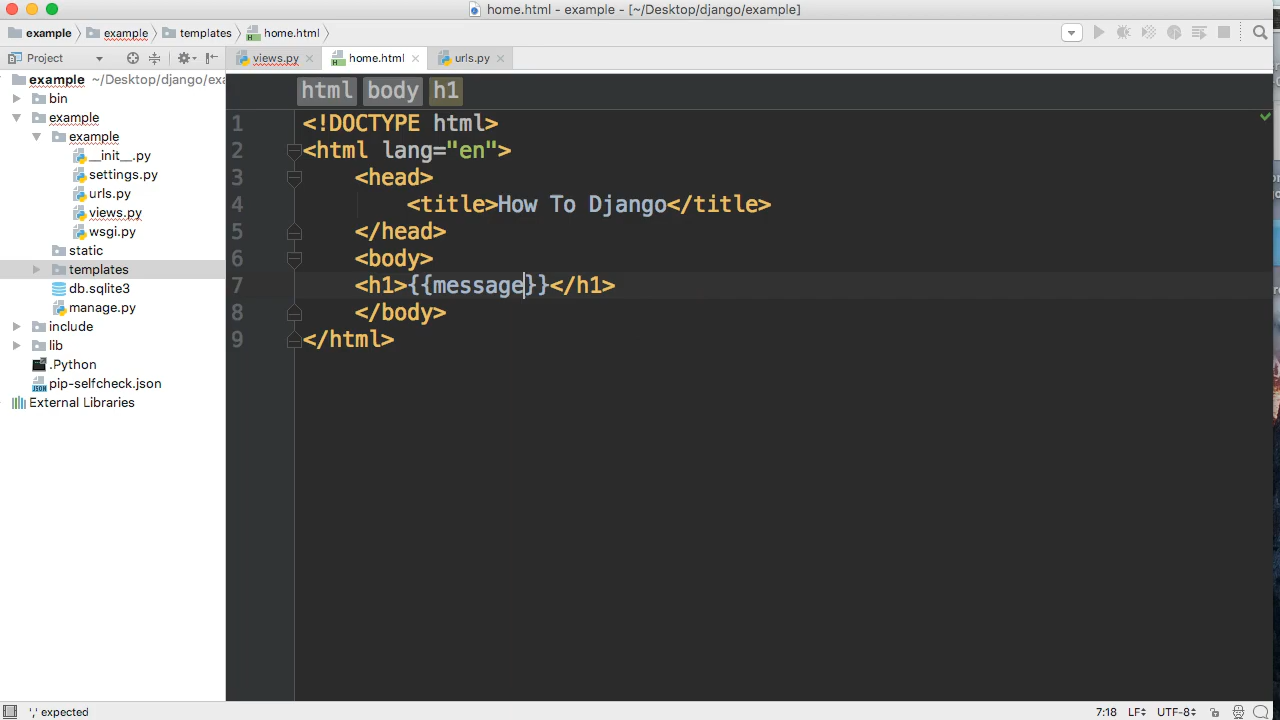 home.html - example - [~/Desktop/django/example]
example example templates home.html
Project views.py home.html urls.py
example ~/Desktop/django/exa
bin
example
example
__init__.py
settings.py
urls.py
views.py
wsgi.py
static
templates
db.sqlite3
manage.py
include
lib
.Python
pip-selfcheck.json
External Libraries
html body h1
1 <!DOCTYPE html>
2 <html lang="en">
3 <head>
4 <title>How To Django</title>
5 </head>
6 <body>
7 <h1>{{message}}</h1>
8 </body>
9 </html>
',' expected 7:18 LF UTF-8